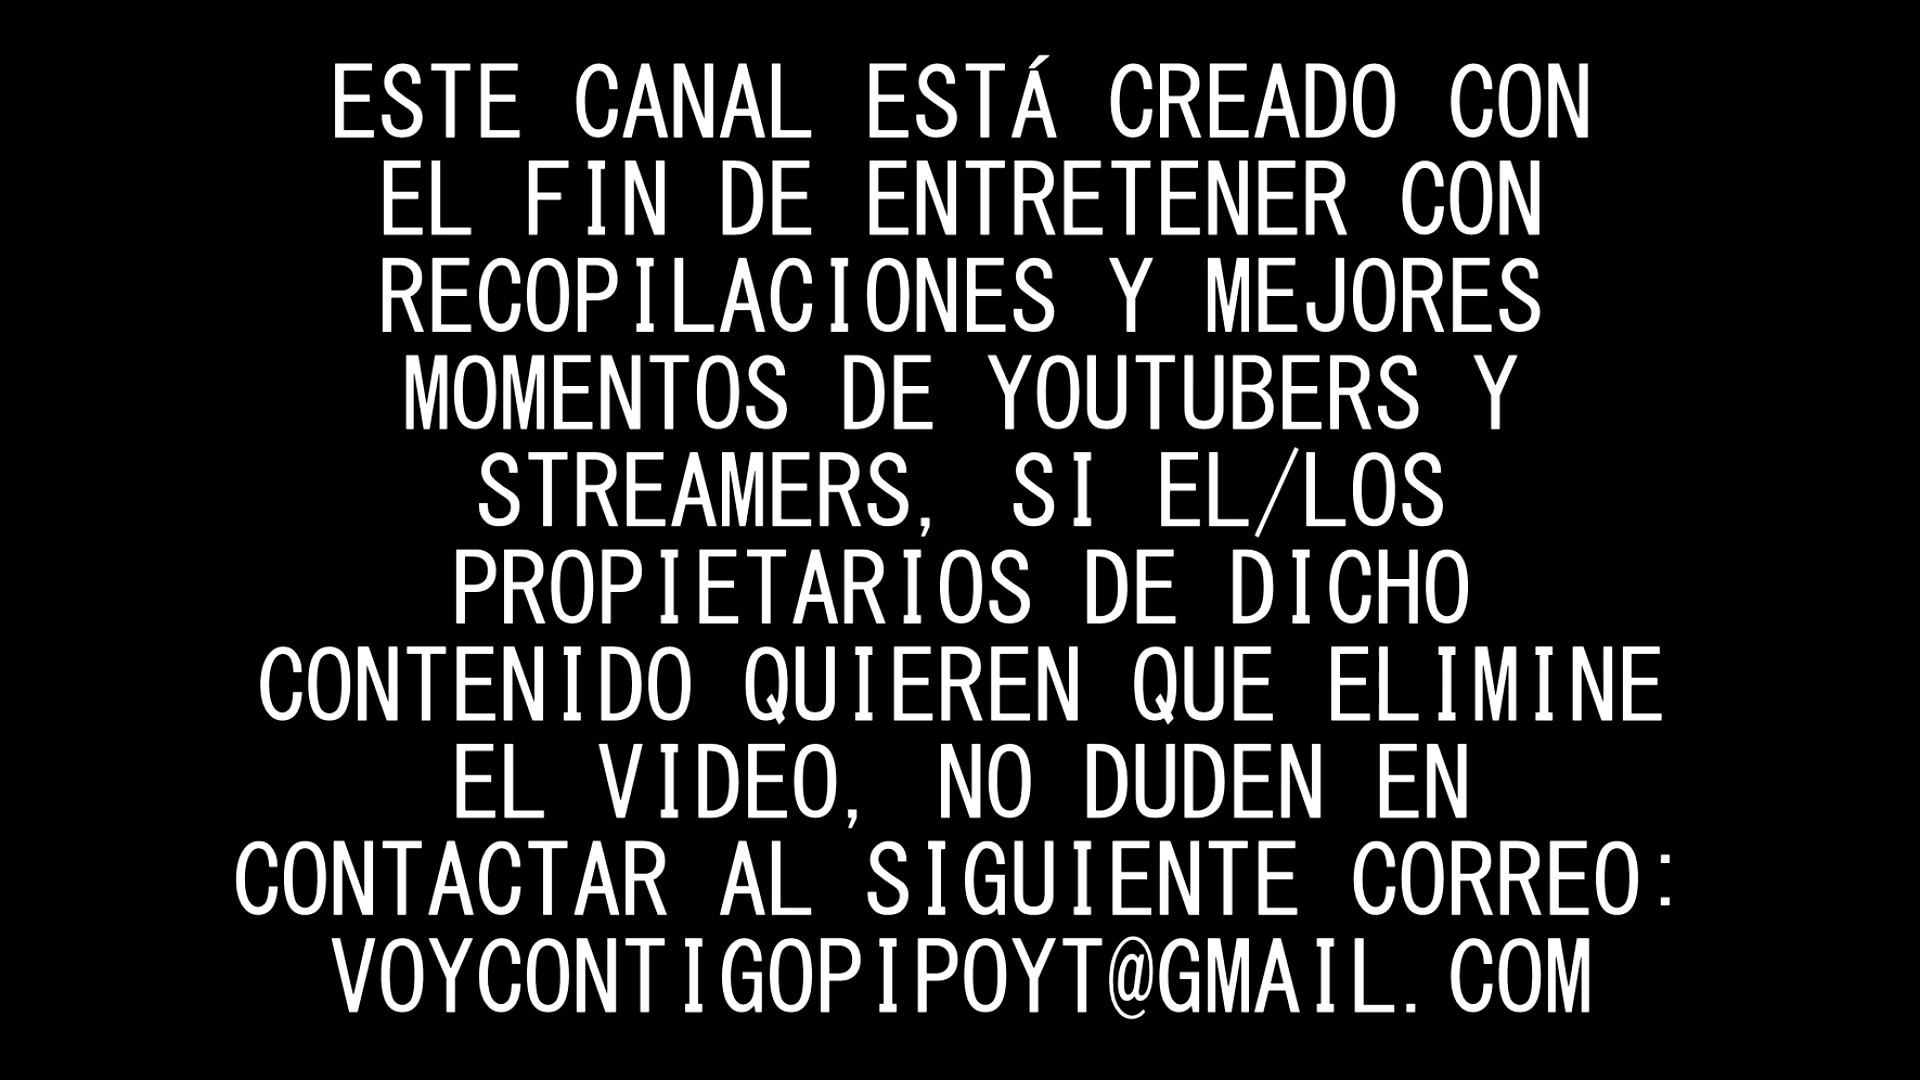 ESTE CANAL ESTÁ CREADO CON
EL FIN DE ENTRETENER CON
RECOPILACIONES Y MEJORES
MOMENTOS DE YOUTUBERS Y
STREAMERS, SI EL/LOS
PROPIETARIOS DE DICHO
CONTENIDO QUIEREN QUE ELIMINE
EL VIDEO, NO DUDEN EN
CONTACTAR AL SIGUIENTE CORREO:
VOYCONTIGOPIPOYT@GMAIL.COM